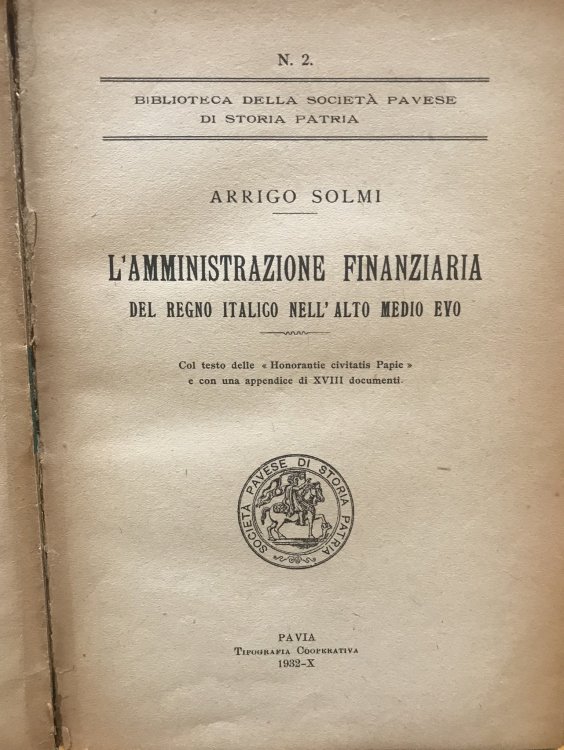 N. 2.
BIBLIOTECA DELLA SOCIETÀ PAVESE
DI STORIA PATRIA
ARRIGO SOLMI
L'AMMINISTRAZIONE FINANZIARIA
DEL REGNO ITALICO NELL'ALTO MEDIO EVO
Col testo delle « Honorantie civitatis Papie »
e con una appendice di XVIII documenti.
SOCIETÀ PAVESE DI STORIA PATRIA
PAVIA
TIPOGRAFIA COOPERATIVA
1932-X